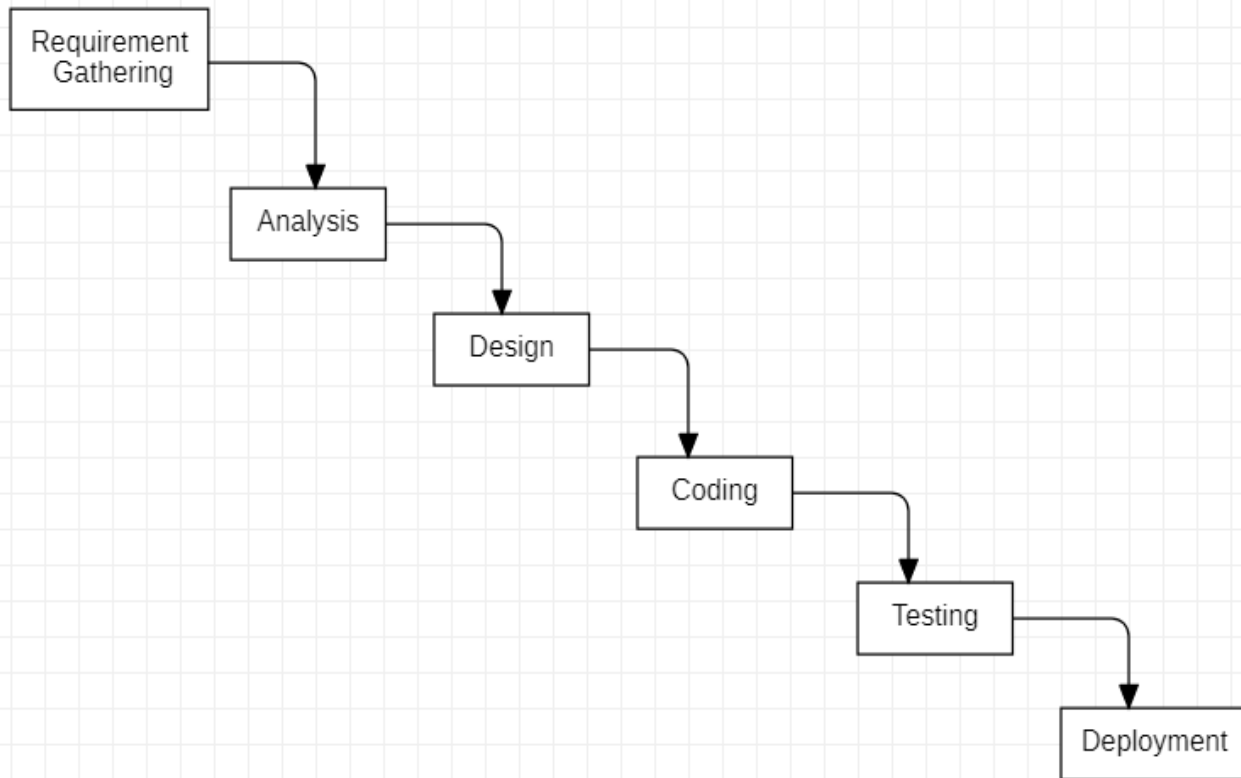 Requirement
Gathering
Analysis
Design
Coding
Testing
Deployment